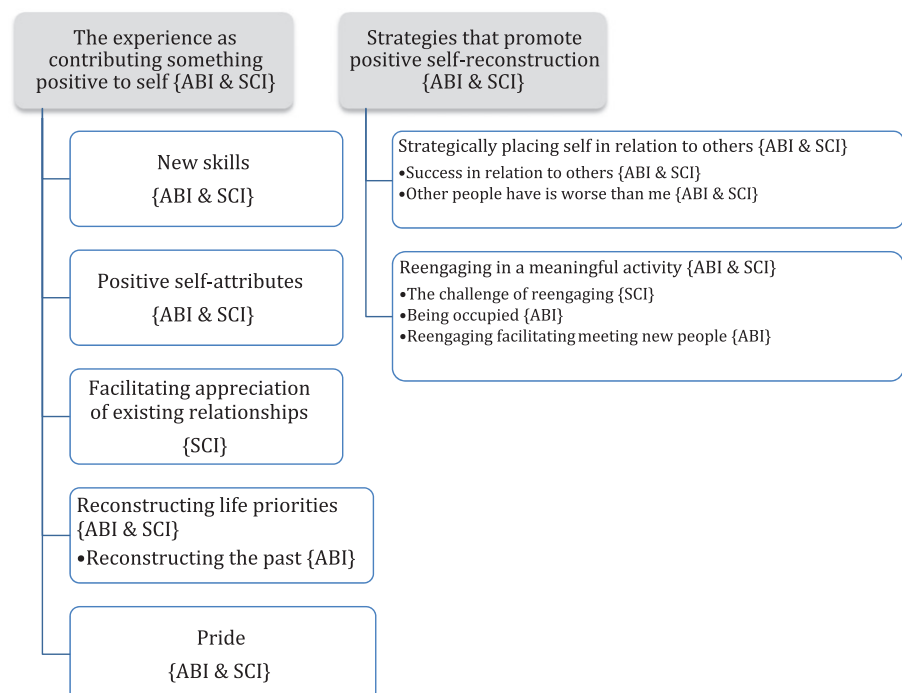 The experience as
contributing something
positive to self {ABI & SCI}
New skills
{ABI & SCI}
Positive self-attributes
{ABI & SCI}
Facilitating appreciation
of existing relationships
{SCI}
Reconstructing life priorities
{ABI & SCI}
•Reconstructing the past {ABI}
Pride
{ABI & SCI}
Strategies that promote
positive self-reconstruction
{ABI & SCI}
Strategically placing self in relation to others {ABI & SCI}
•Success in relation to others {ABI & SCI}
•Other people have is worse than me {ABI & SCI}
Reengaging in a meaningful activity {ABI & SCI}
•The challenge of reengaging {SCI}
•Being occupied {ABI}
•Reengaging facilitating meeting new people {ABI}